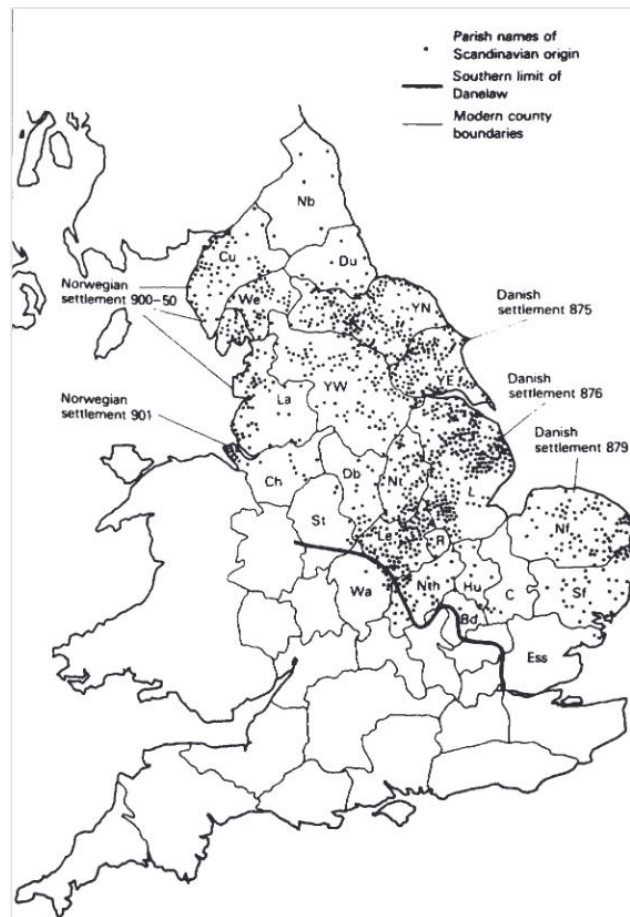 Parish names of
Scandinavian origin
Southern limit of
Danelaw
Modern county
boundaries
Nb
Cu
Du
Norwegian
settlement 900-50
We
YN
Danish
settlement 875
YE
YW
La
Danish
settlement 876
Norwegian
settlement 901
Danish
settlement 879
Ch
Db
Nt
L
St
Le
R
Nf
Wa
Nth
Hu
C
Sf
Bd
Ess